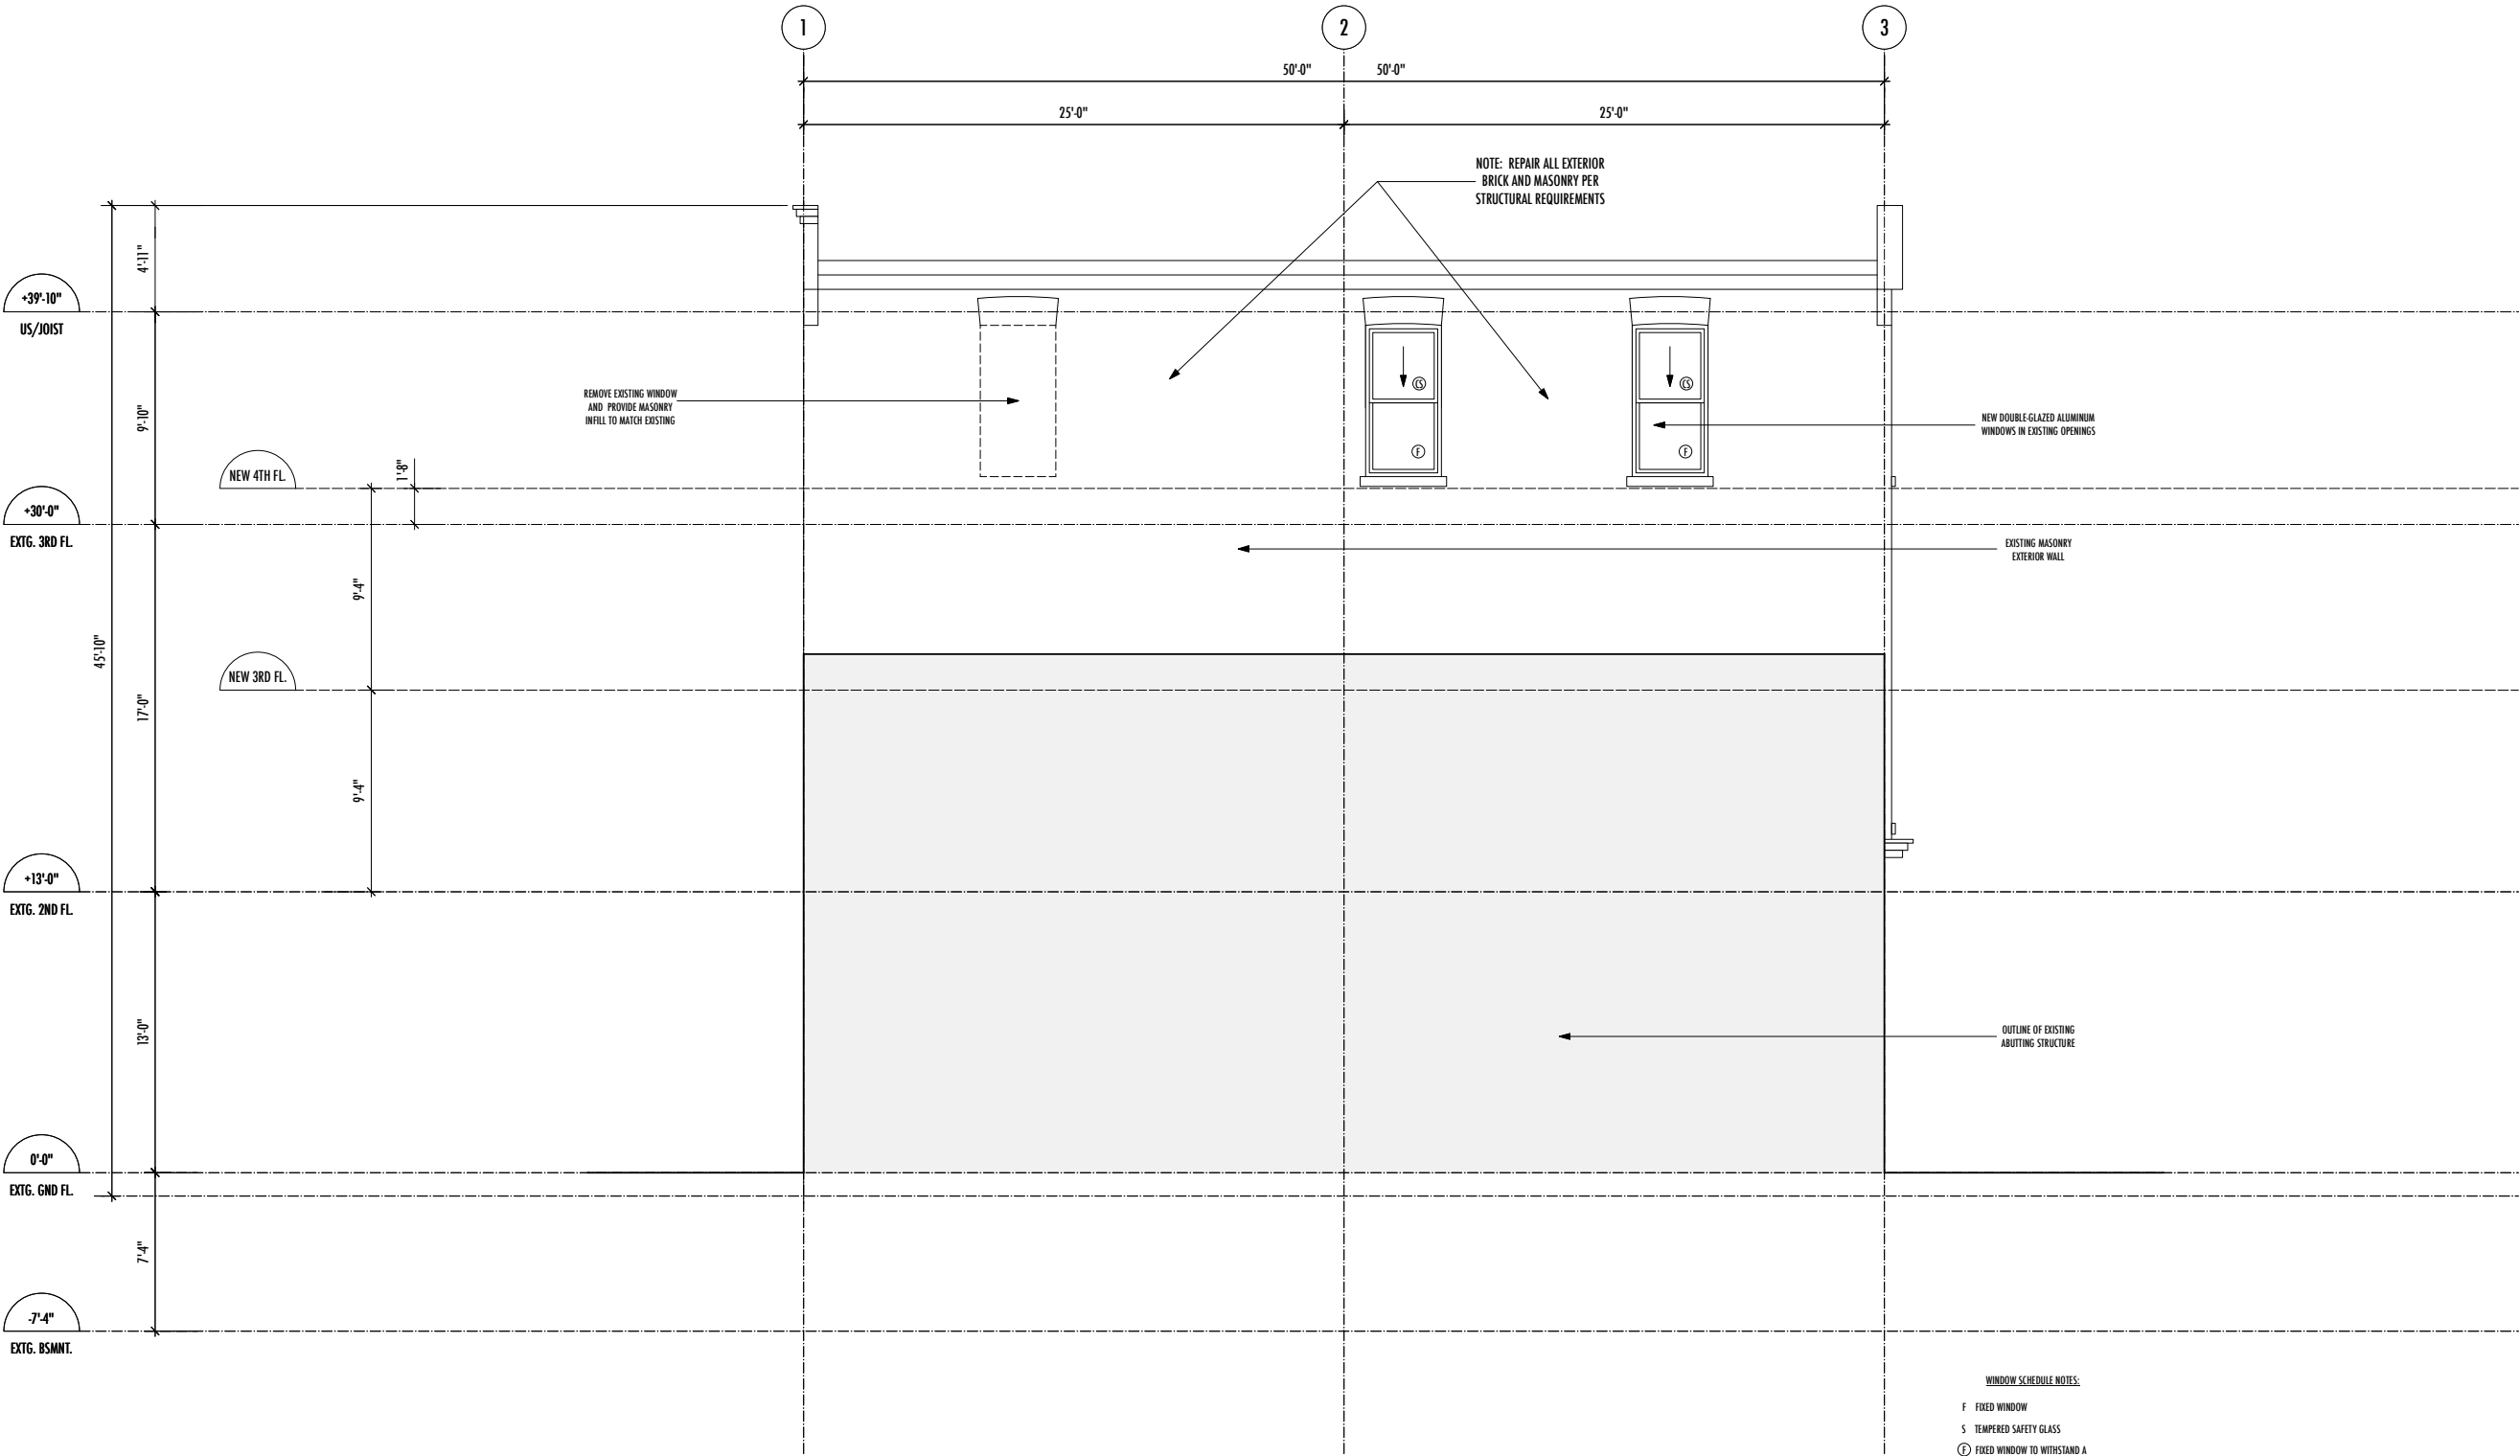 1
2
3
50'-0"
50'-0"
25'-0"
25'-0"
NOTE: REPAIR ALL EXTERIOR
BRICK AND MASONRY PER
STRUCTURAL REQUIREMENTS
4'-11"
+39'-10"
US/JOIST
9'-10"
REMOVE EXISTING WINDOW
AND PROVIDE MASONRY
INFILL TO MATCH EXISTING
CS
CS
F
F
NEW DOUBLE-GLAZED ALUMINUM
WINDOWS IN EXISTING OPENINGS
NEW 4TH FL.
1'-8"
+30'-0"
EXTG. 3RD FL.
EXISTING MASONRY
EXTERIOR WALL
9'-4"
45'-10"
NEW 3RD FL.
17'-0"
9'-4"
+13'-0"
EXTG. 2ND FL.
13'-0"
OUTLINE OF EXISTING
ABUTTING STRUCTURE
0'-0"
EXTG. GND FL.
7'-4"
-7'-4"
EXTG. BSMNT.
WINDOW SCHEDULE NOTES:
F FIXED WINDOW
S TEMPERED SAFETY GLASS
F FIXED WINDOW TO WITHSTAND A